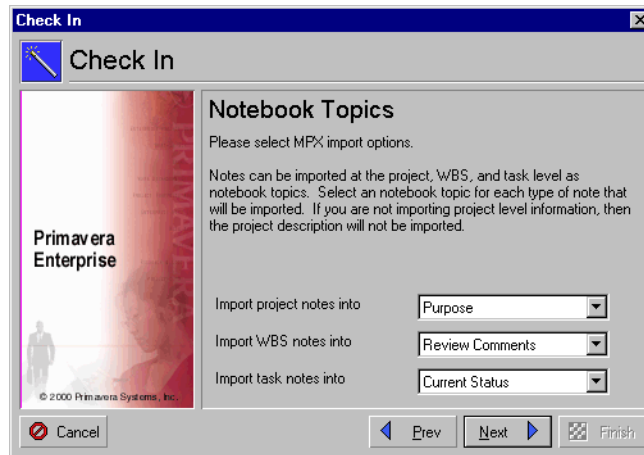 Check In
Check In
PRIMAVERA
Primavera
Enterprise
© 2000 Primavera Systems, Inc.
Notebook Topics
Please select MPX import options.
Notes can be imported at the project, WBS, and task level as
notebook topics.  Select an notebook topic for each type of note that
will be imported.  If you are not importing project level information, then
the project description will not be imported.
Import project notes into
Purpose
Import WBS notes into
Review Comments
Import task notes into
Current Status
Cancel
Prev
Next
Finish